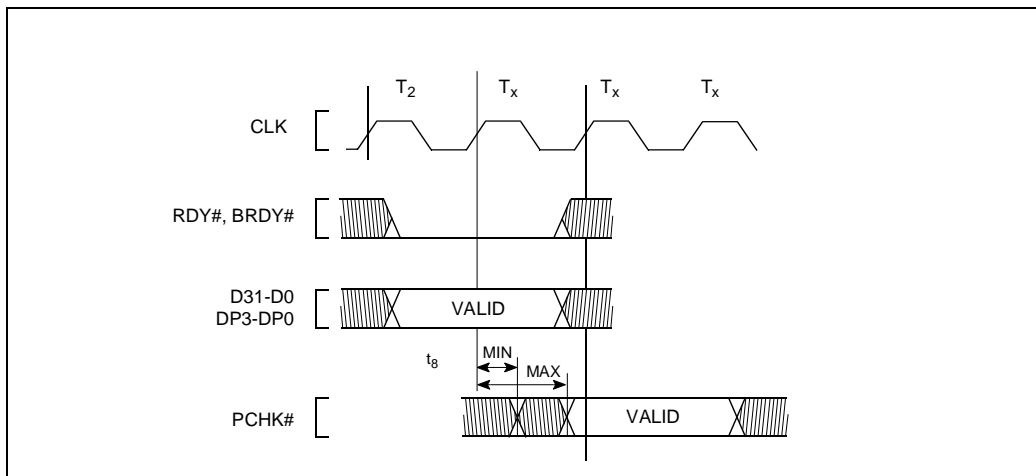 T2 Tx Tx Tx
CLK
RDY#, BRDY#
D31-D0
DP3-DP0
VALID
t8
MIN
MAX
PCHK#
VALID